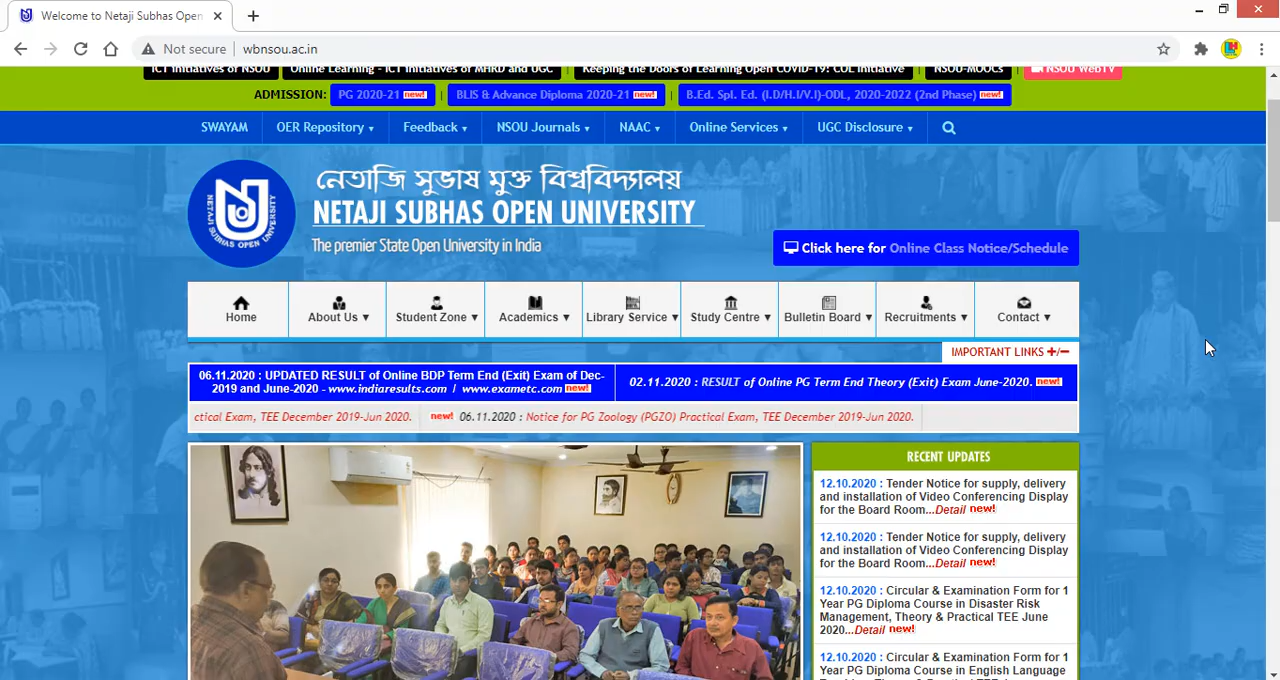 Welcome to Netaji Subhas Open
Not secure | wbnsou.ac.in
ICT Initiatives of NSOU | Online Learning - ICT Initiatives of MHRD and UGC | Keeping the Doors of Learning Open COVID-19: COL Initiative | NSOU-MOOCs | NSOU WebTV
ADMISSION: PG 2020-21 new! | BLIS & Advance Diploma 2020-21 new! | B.Ed. Spl. Ed. (I.D/H.I/V.I)-ODL, 2020-2022 (2nd Phase) new!
SWAYAM OER Repository Feedback NSOU Journals NAAC Online Services UGC Disclosure
নেতাজি সুভাষ মুক্ত বিশ্ববিদ্যালয়
NETAJI SUBHAS OPEN UNIVERSITY
The premier State Open University in India
NETAJI SUBHAS OPEN UNIVERSITY
Click here for Online Class Notice/Schedule
Home About Us Student Zone Academics Library Service Study Centre Bulletin Board Recruitments Contact
IMPORTANT LINKS +/−
06.11.2020 : UPDATED RESULT of Online BDP Term End (Exit) Exam of Dec-
2019 and June-2020 - www.indiaresults.com / www.exametc.com new!
02.11.2020 : RESULT of Online PG Term End Theory (Exit) Exam June-2020. new!
ctical Exam, TEE December 2019-Jun 2020. new! 06.11.2020 : Notice for PG Zoology (PGZO) Practical Exam, TEE December 2019-Jun 2020.
RECENT UPDATES
12.10.2020 : Tender Notice for supply, delivery
and installation of Video Conferencing Display
for the Board Room...Detail new!
12.10.2020 : Tender Notice for supply, delivery
and installation of Video Conferencing Display
for the Board Room...Detail new!
12.10.2020 : Circular & Examination Form for 1
Year PG Diploma Course in Disaster Risk
Management, Theory & Practical TEE June
2020...Detail new!
12.10.2020 : Circular & Examination Form for 1
Year PG Diploma Course in English Language